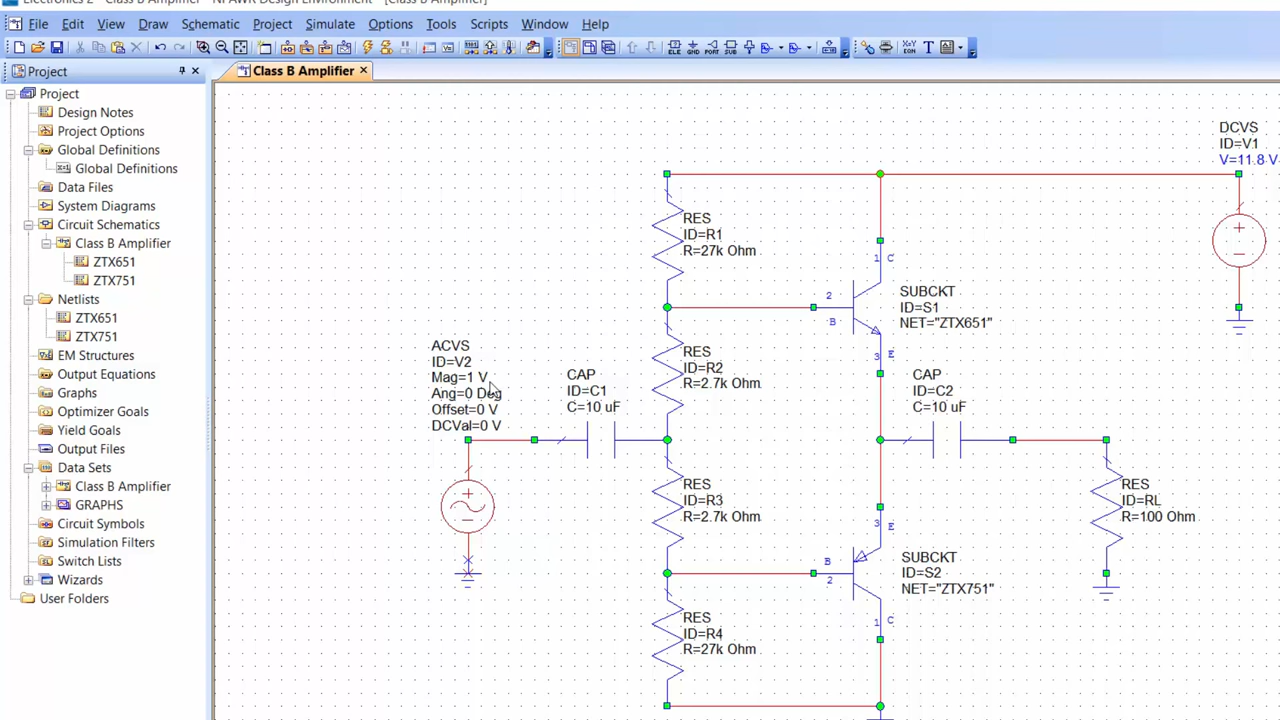 Electronics 2 - Class B Amplifier - NI AWR Design Environment - [Class B Amplifier]
File Edit View Draw Schematic Project Simulate Options Tools Scripts Window Help
Project
Class B Amplifier
Project
Design Notes
Project Options
Global Definitions
Global Definitions
Data Files
System Diagrams
Circuit Schematics
Class B Amplifier
ZTX651
ZTX751
Netlists
ZTX651
ZTX751
EM Structures
Output Equations
Graphs
Optimizer Goals
Yield Goals
Output Files
Data Sets
Class B Amplifier
GRAPHS
Circuit Symbols
Simulation Filters
Switch Lists
Wizards
User Folders
DCVS
ID=V1
V=11.8 V
RES
ID=R1
R=27k Ohm
1 C
2
B
SUBCKT
ID=S1
NET="ZTX651"
3 E
ACVS
ID=V2
Mag=1 V
Ang=0 Deg
Offset=0 V
DCVal=0 V
CAP
ID=C1
C=10 uF
RES
ID=R2
R=2.7k Ohm
CAP
ID=C2
C=10 uF
RES
ID=R3
R=2.7k Ohm
RES
ID=RL
R=100 Ohm
3 E
B
2
SUBCKT
ID=S2
NET="ZTX751"
1 C
RES
ID=R4
R=27k Ohm